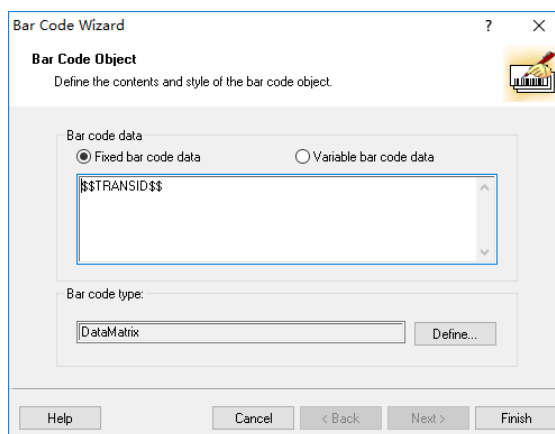 Bar Code Wizard ? ×
Bar Code Object
Define the contents and style of the bar code object.
Bar code data
Fixed bar code data Variable bar code data
$$TRANSID$$
Bar code type:
DataMatrix Define...
Help Cancel < Back Next > Finish